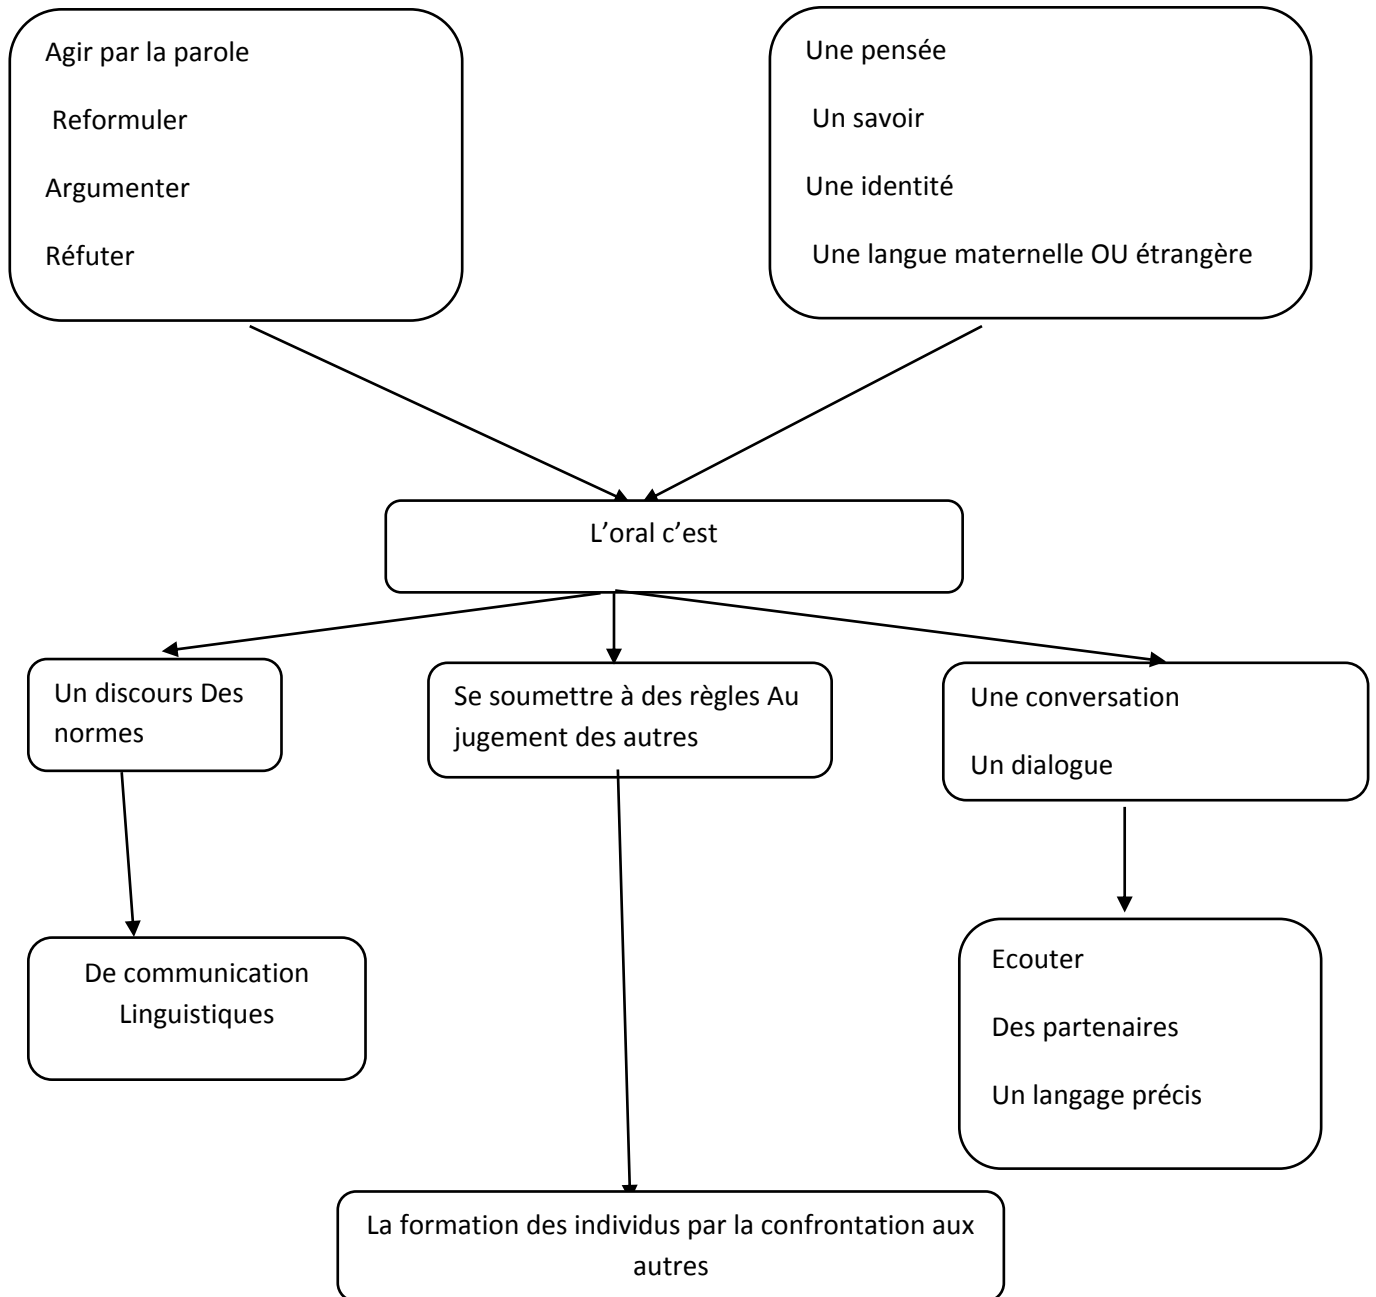 Agir par la parole
Reformuler
Argumenter
Réfuter
Une pensée
Un savoir
Une identité
Une langue maternelle OU étrangère
L’oral c’est
Un discours Des
normes
Se soumettre à des règles Au
jugement des autres
Une conversation
Un dialogue
De communication
Linguistiques
Ecouter
Des partenaires
Un langage précis
La formation des individus par la confrontation aux
autres